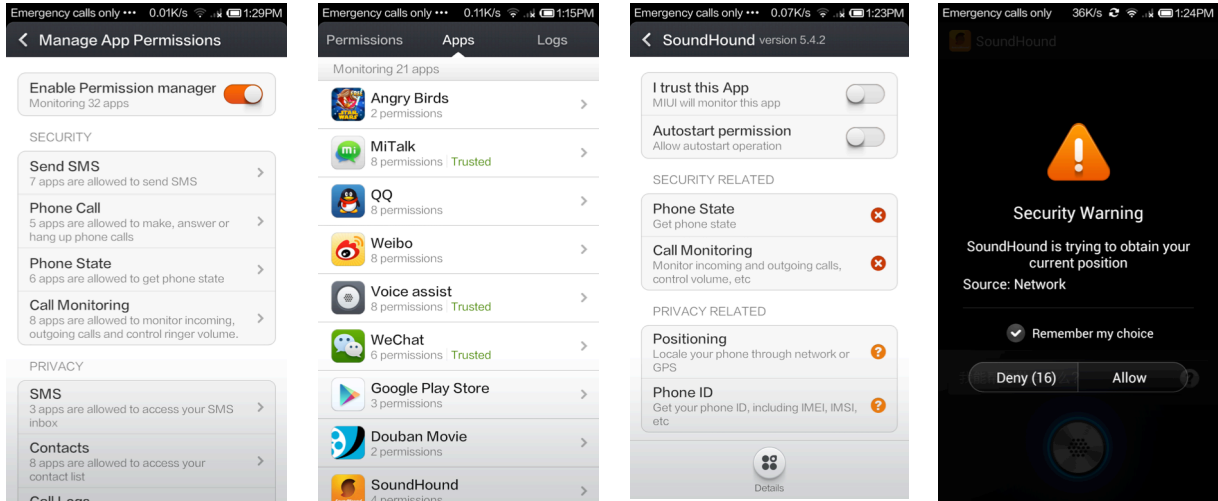 Emergency calls only ••• 0.01K/s 1:29PM
Manage App Permissions
Enable Permission manager
Monitoring 32 apps
SECURITY
Send SMS
7 apps are allowed to send SMS
Phone Call
5 apps are allowed to make, answer or
hang up phone calls
Phone State
6 apps are allowed to get phone state
Call Monitoring
8 apps are allowed to monitor incoming,
outgoing calls and control ringer volume.
PRIVACY
SMS
3 apps are allowed to access your SMS
inbox
Contacts
8 apps are allowed to access your
contact list
Call Logs
Emergency calls only ••• 0.11K/s 1:15PM
Permissions Apps Logs
Monitoring 21 apps
Angry Birds
2 permissions
MiTalk
8 permissions Trusted
QQ
8 permissions
Weibo
8 permissions
Voice assist
8 permissions Trusted
WeChat
6 permissions Trusted
Google Play Store
3 permissions
Douban Movie
2 permissions
SoundHound
4 permissions
Emergency calls only ••• 0.07K/s 1:23PM
SoundHound version 5.4.2
I trust this App
MIUI will monitor this app
Autostart permission
Allow autostart operation
SECURITY RELATED
Phone State
Get phone state
Call Monitoring
Monitor incoming and outgoing calls,
control volume, etc
PRIVACY RELATED
Positioning
Locale your phone through network or
GPS
Phone ID
Get your phone ID, including IMEI, IMSI,
etc
Details
Emergency calls only 36K/s 1:24PM
SoundHound
Security Warning
SoundHound is trying to obtain your
current position
Source: Network
Remember my choice
Deny (16) Allow